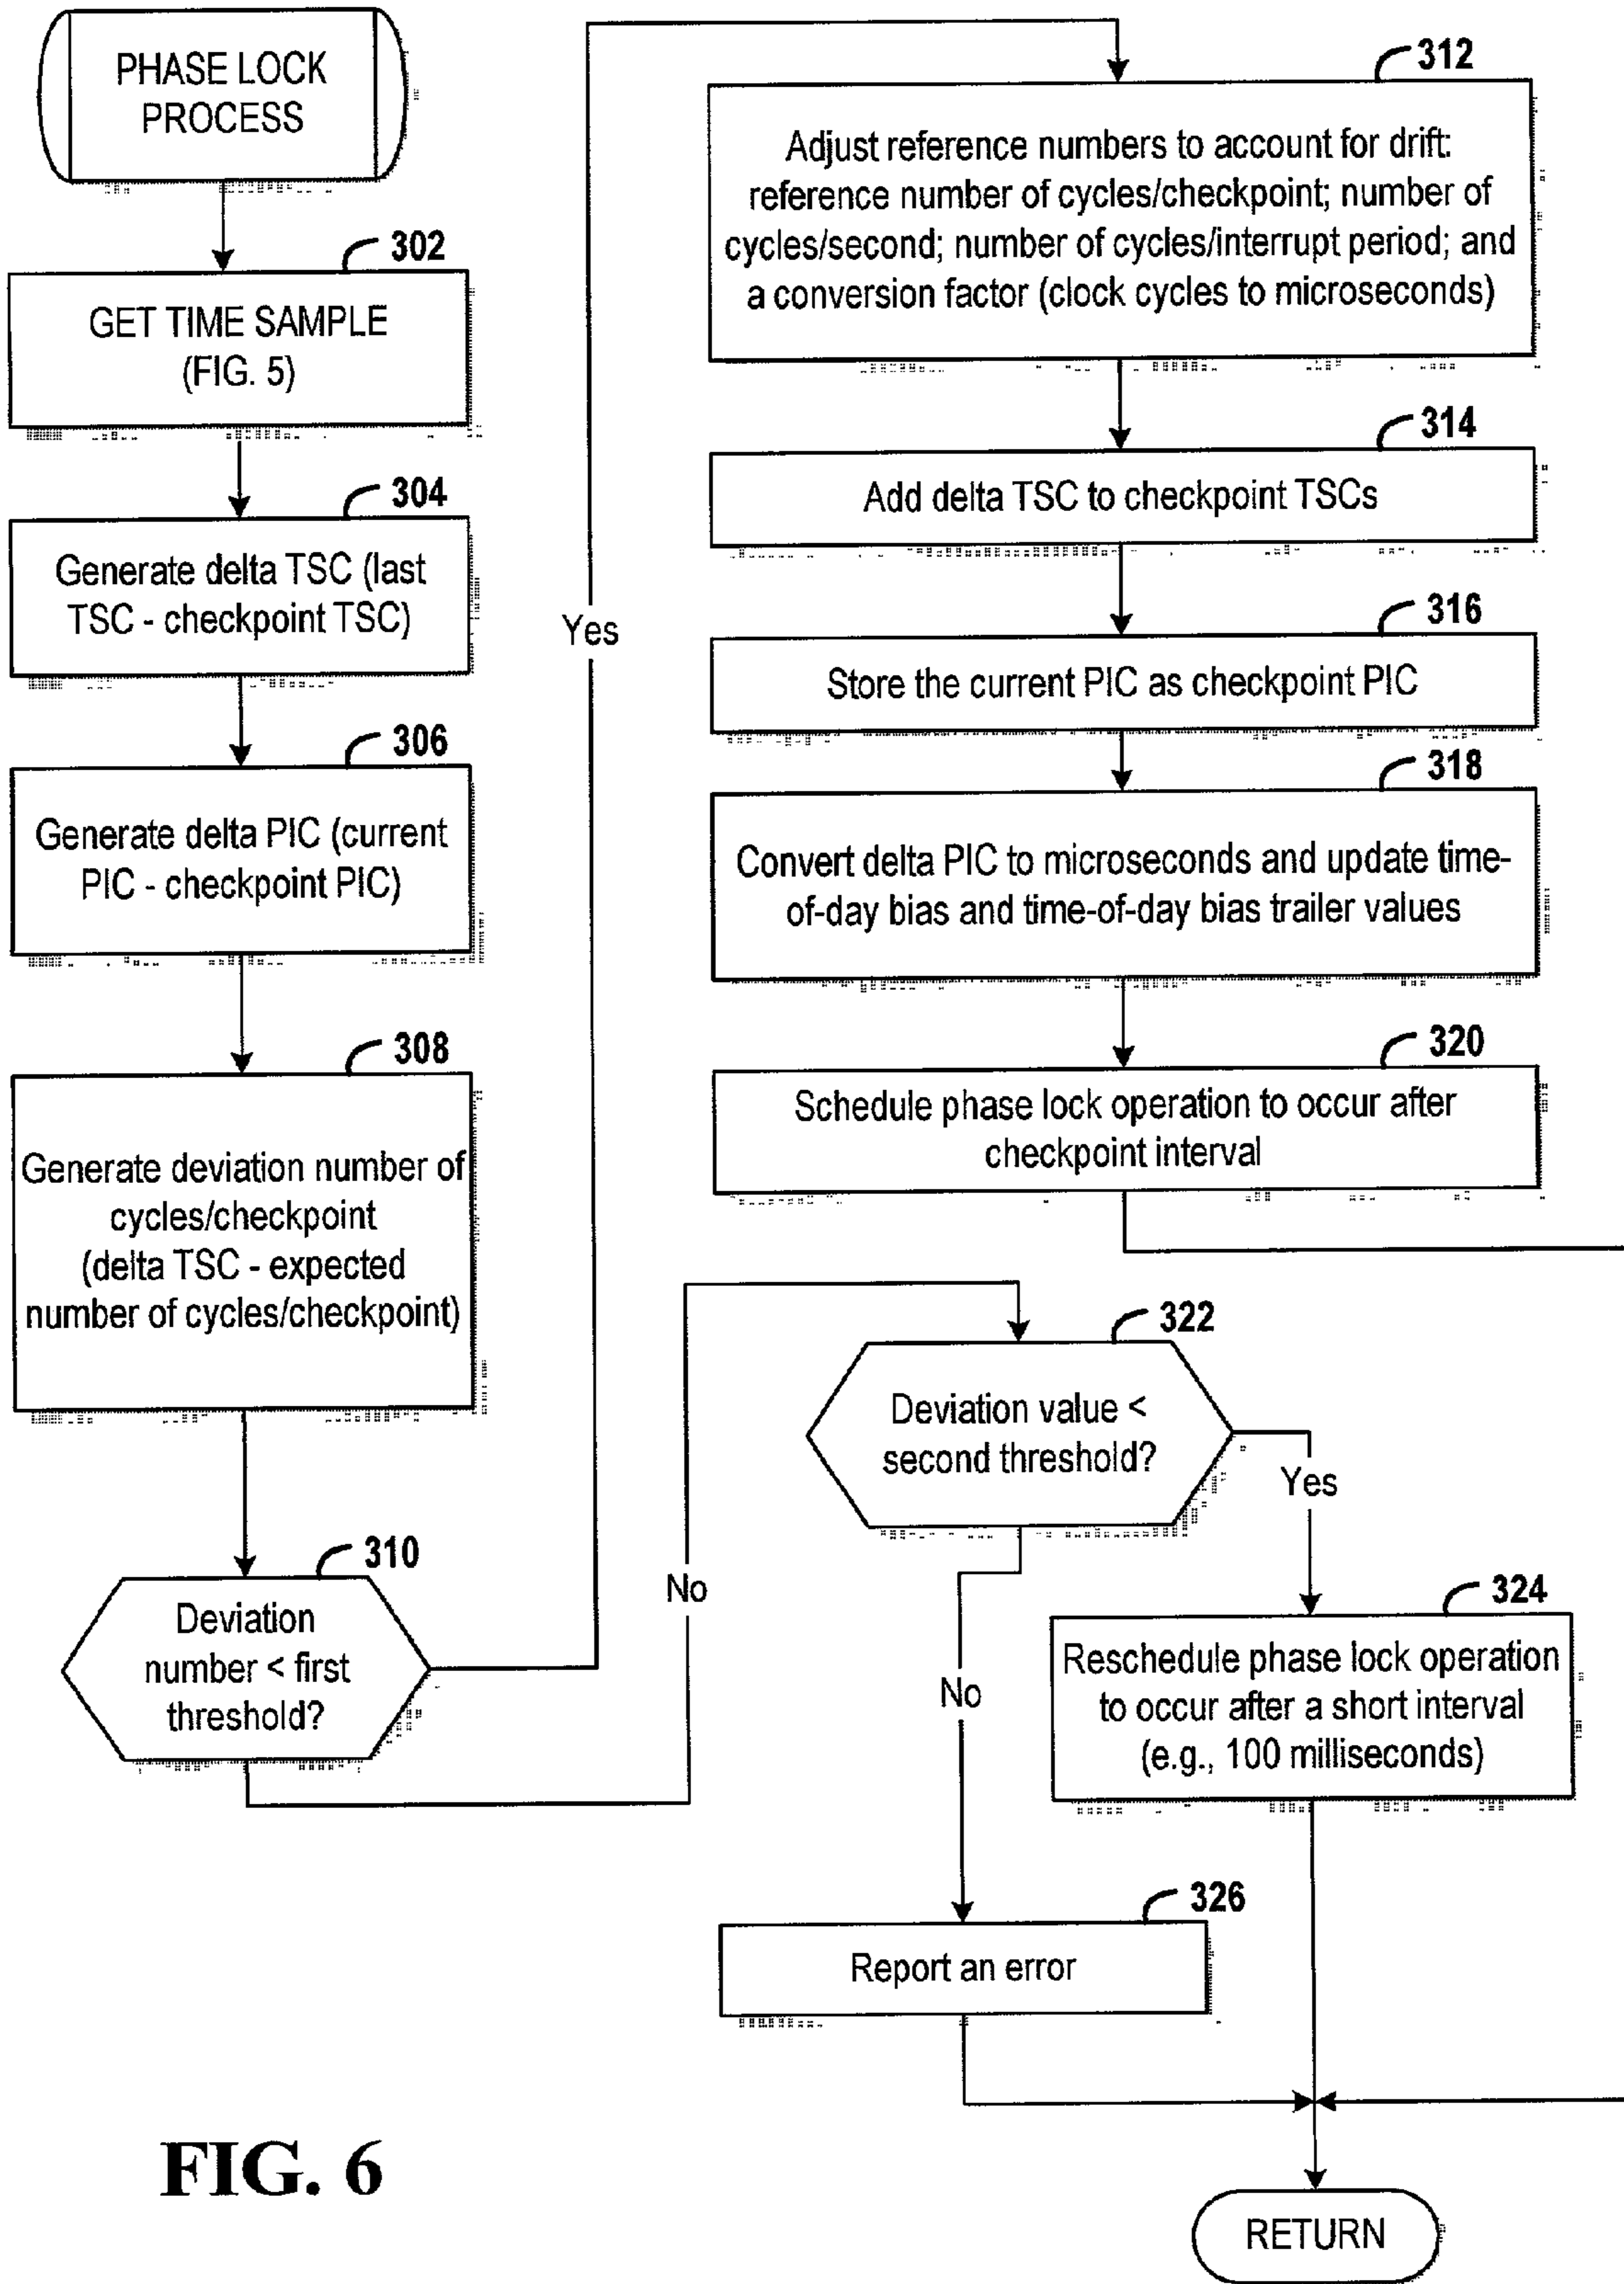 PHASE LOCK
PROCESS
302
GET TIME SAMPLE
(FIG. 5)
304
Generate delta TSC (last
TSC - checkpoint TSC)
306
Generate delta PIC (current
PIC - checkpoint PIC)
308
Generate deviation number of
cycles/checkpoint
(delta TSC - expected
number of cycles/checkpoint)
310
Deviation
number < first
threshold?
Yes
No
312
Adjust reference numbers to account for drift:
reference number of cycles/checkpoint; number of
cycles/second; number of cycles/interrupt period; and
a conversion factor (clock cycles to microseconds)
314
Add delta TSC to checkpoint TSCs
316
Store the current PIC as checkpoint PIC
318
Convert delta PIC to microseconds and update time-
of-day bias and time-of-day bias trailer values
320
Schedule phase lock operation to occur after
checkpoint interval
322
Deviation value <
second threshold?
Yes
No
324
Reschedule phase lock operation
to occur after a short interval
(e.g., 100 milliseconds)
326
Report an error
RETURN
FIG. 6